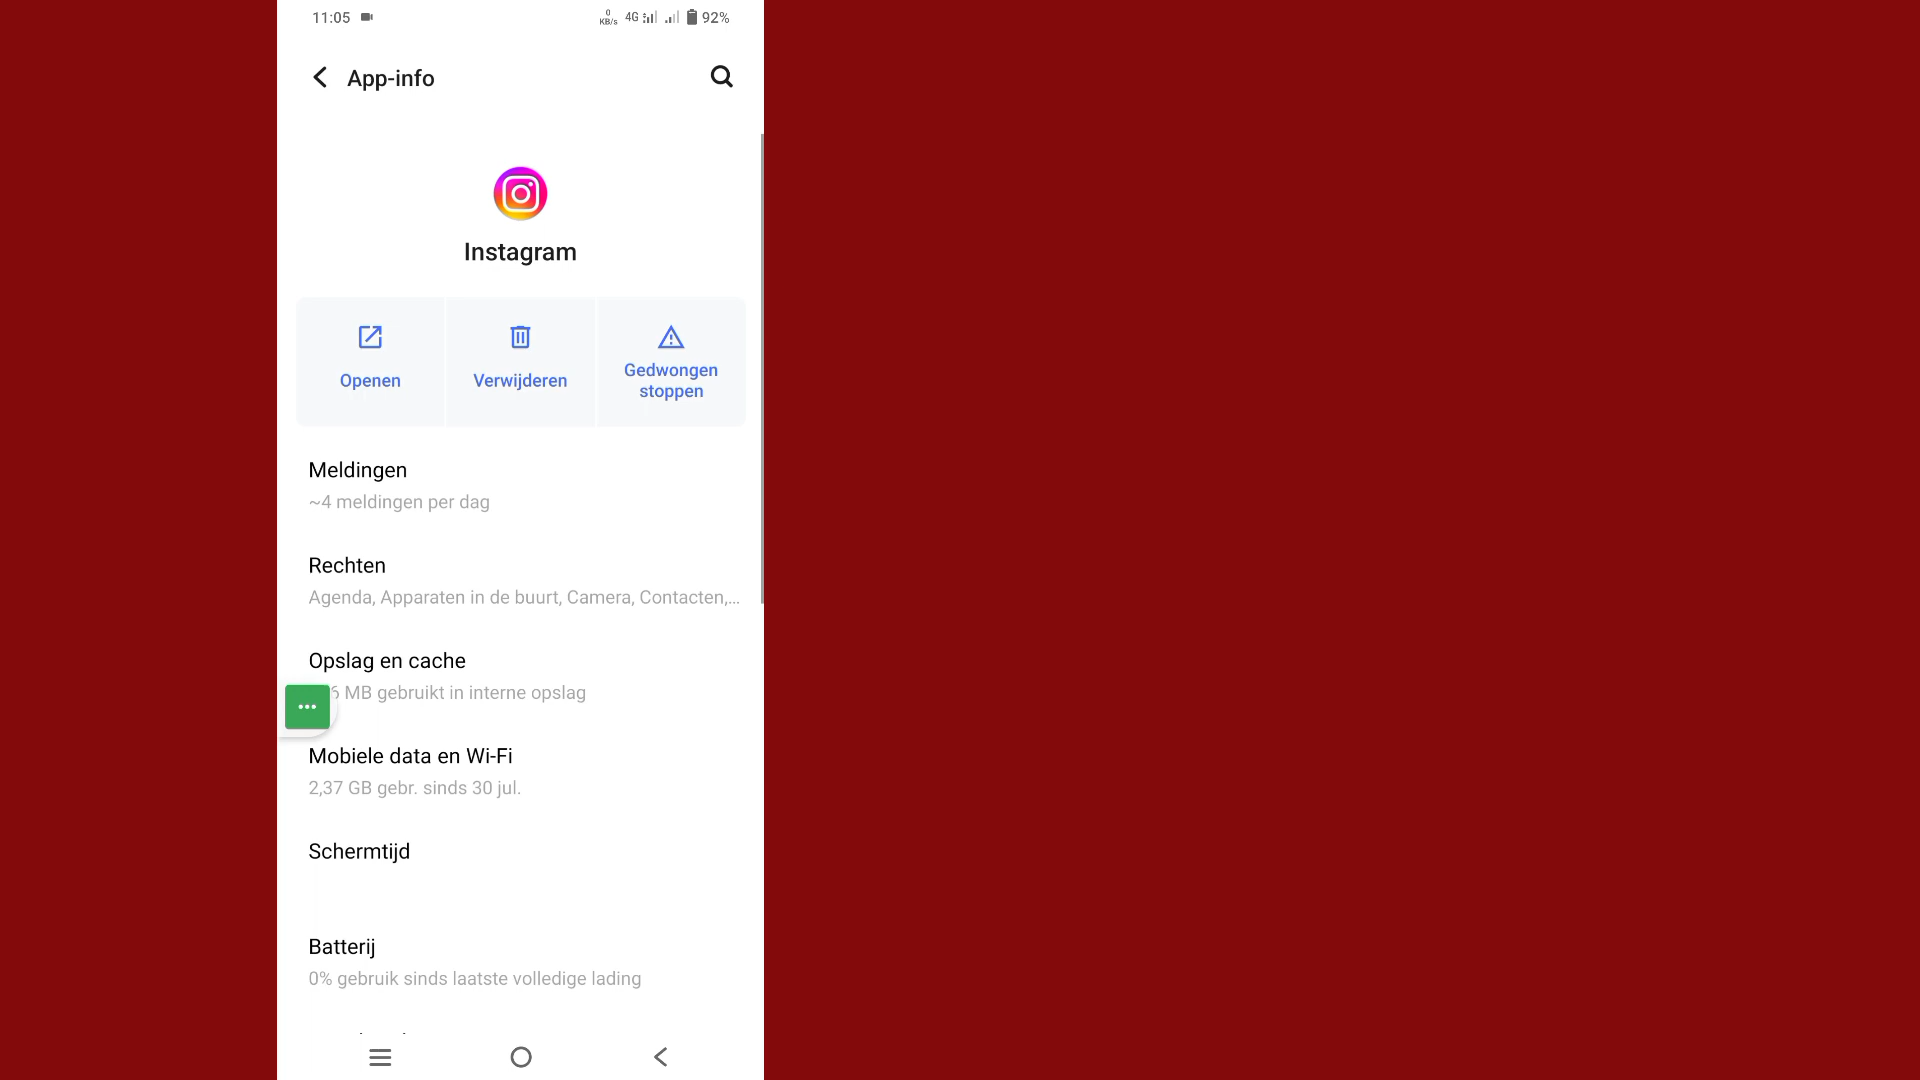 11:05
0
KB/s
4G
92%
App-info
Instagram
Openen
Verwijderen
Gedwongen
stoppen
Meldingen
~4 meldingen per dag
Rechten
Agenda, Apparaten in de buurt, Camera, Contacten,...
Opslag en cache
MB gebruikt in interne opslag
Mobiele data en Wi-Fi
2,37 GB gebr. sinds 30 jul.
Schermtijd
Batterij
0% gebruik sinds laatste volledige lading